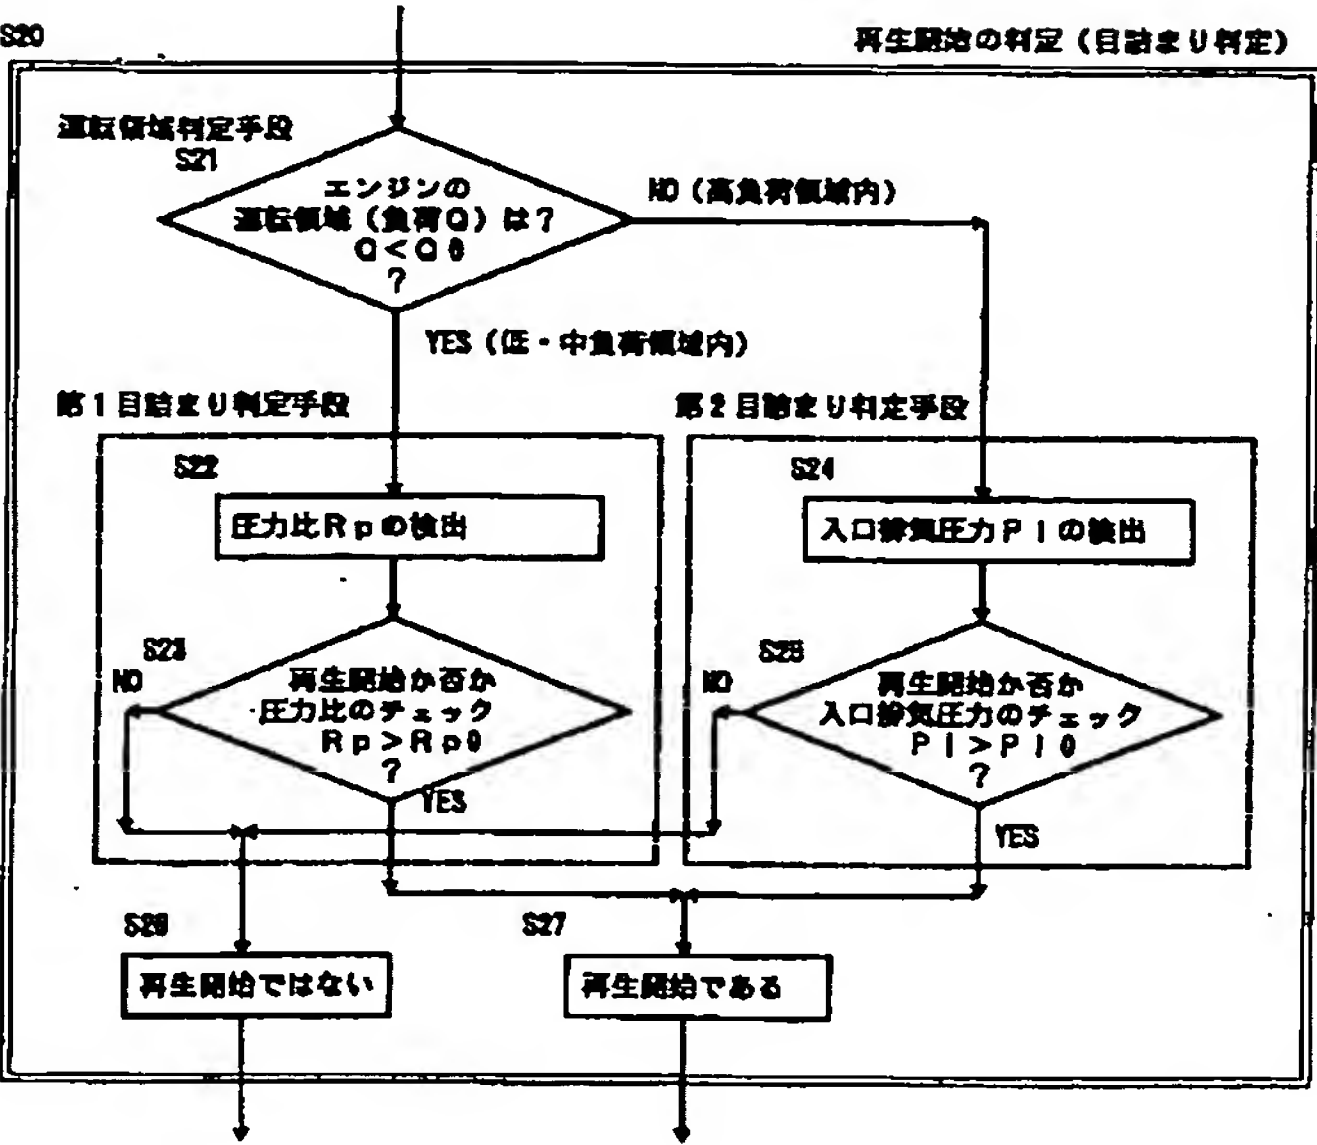 S20
再生開始の判定（目詰まり判定）
運転領域判定手段
S21
エンジンの
運転領域（負荷Q）は？
Q＜Q0
？
NO（高負荷領域内）
YES（低・中負荷領域内）
第1目詰まり判定手段
第2目詰まり判定手段
S22
圧力比Rpの検出
S24
入口排気圧力PIの検出
S23
NO
再生開始か否か
圧力比のチェック
Rp＞Rp0
？
YES
S25
NO
再生開始か否か
入口排気圧力のチェック
PI＞PI0
？
YES
S26
再生開始ではない
S27
再生開始である